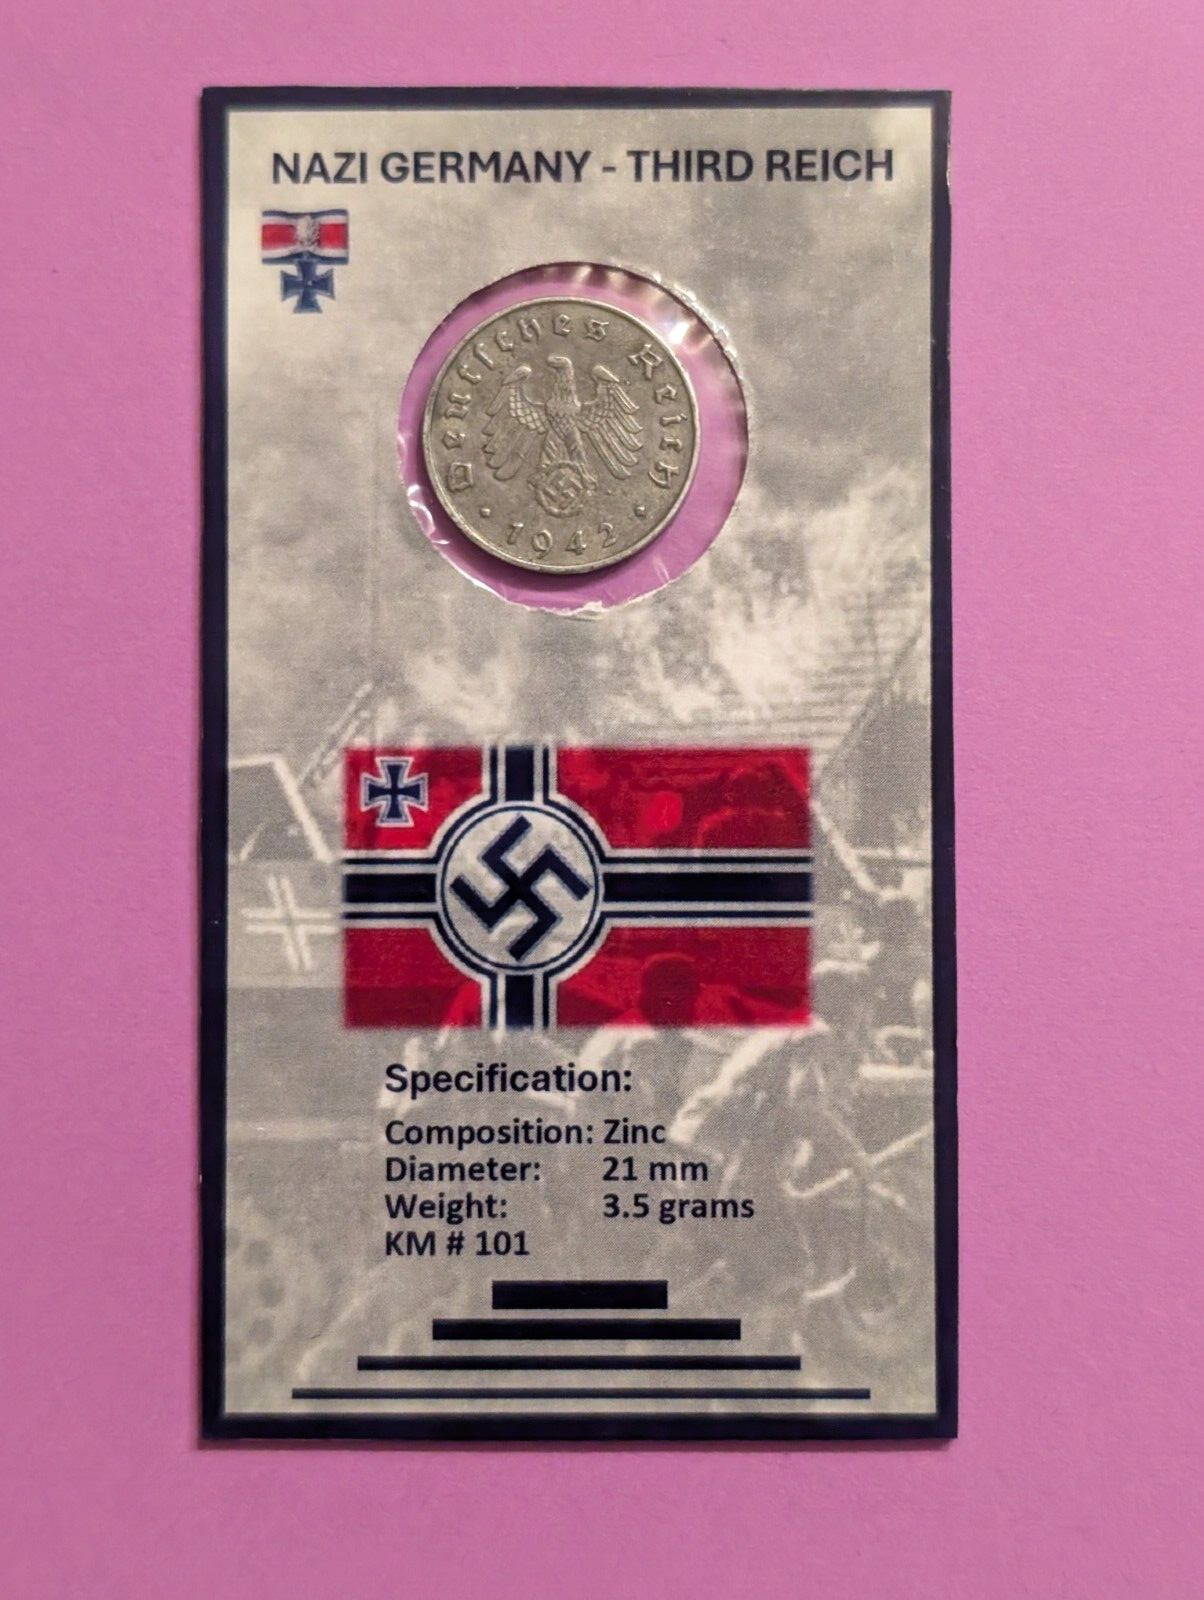 NAZI GERMANY - THIRD REICH
Deutsches Reich
1942
Specification:
Composition: Zinc
Diameter: 21 mm
Weight: 3.5 grams
KM # 101